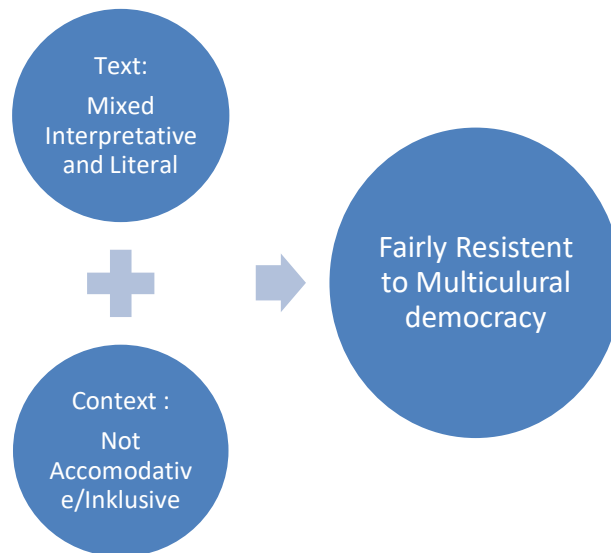 Text:
Mixed
Interpretative
and Literal
Fairly Resistent
to Multiculural
democracy
Context :
Not
Accomodativ
e/Inklusive